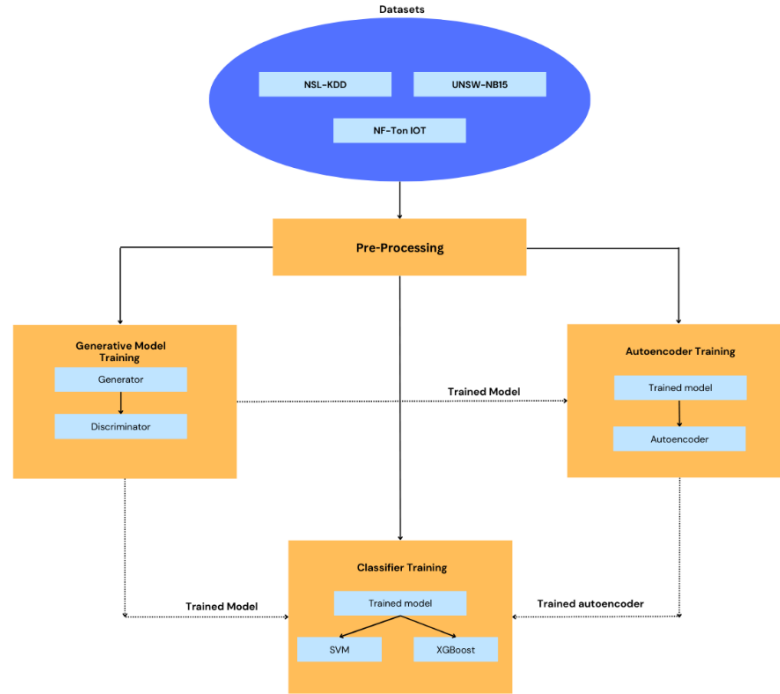 Datasets
NSL-KDD
UNSW-NB15
NF-Ton IOT
Pre-Processing
Generative Model
Training
Generator
Discriminator
Trained Model
Autoencoder Training
Trained model
Autoencoder
Classifier Training
Trained model
SVM
XGBoost
Trained Model
Trained autoencoder